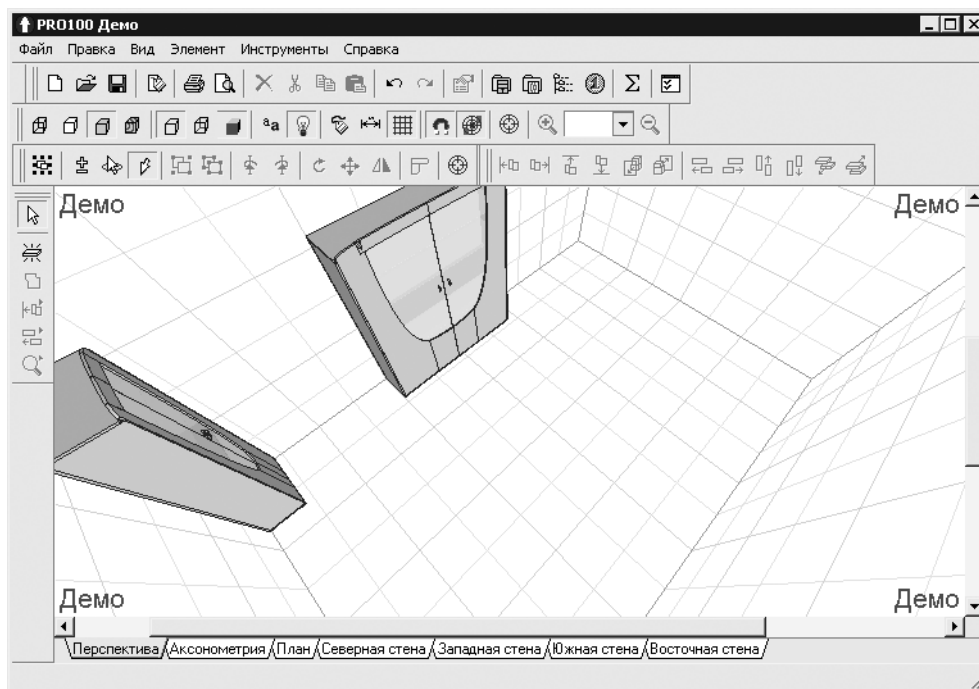 PRO100 Демо
Файл Правка Вид Элемент Инструменты Справка
aa
Демо Демо
Демо Демо
Перспектива Аксонометрия План Северная стена Западная стена Южная стена Восточная стена